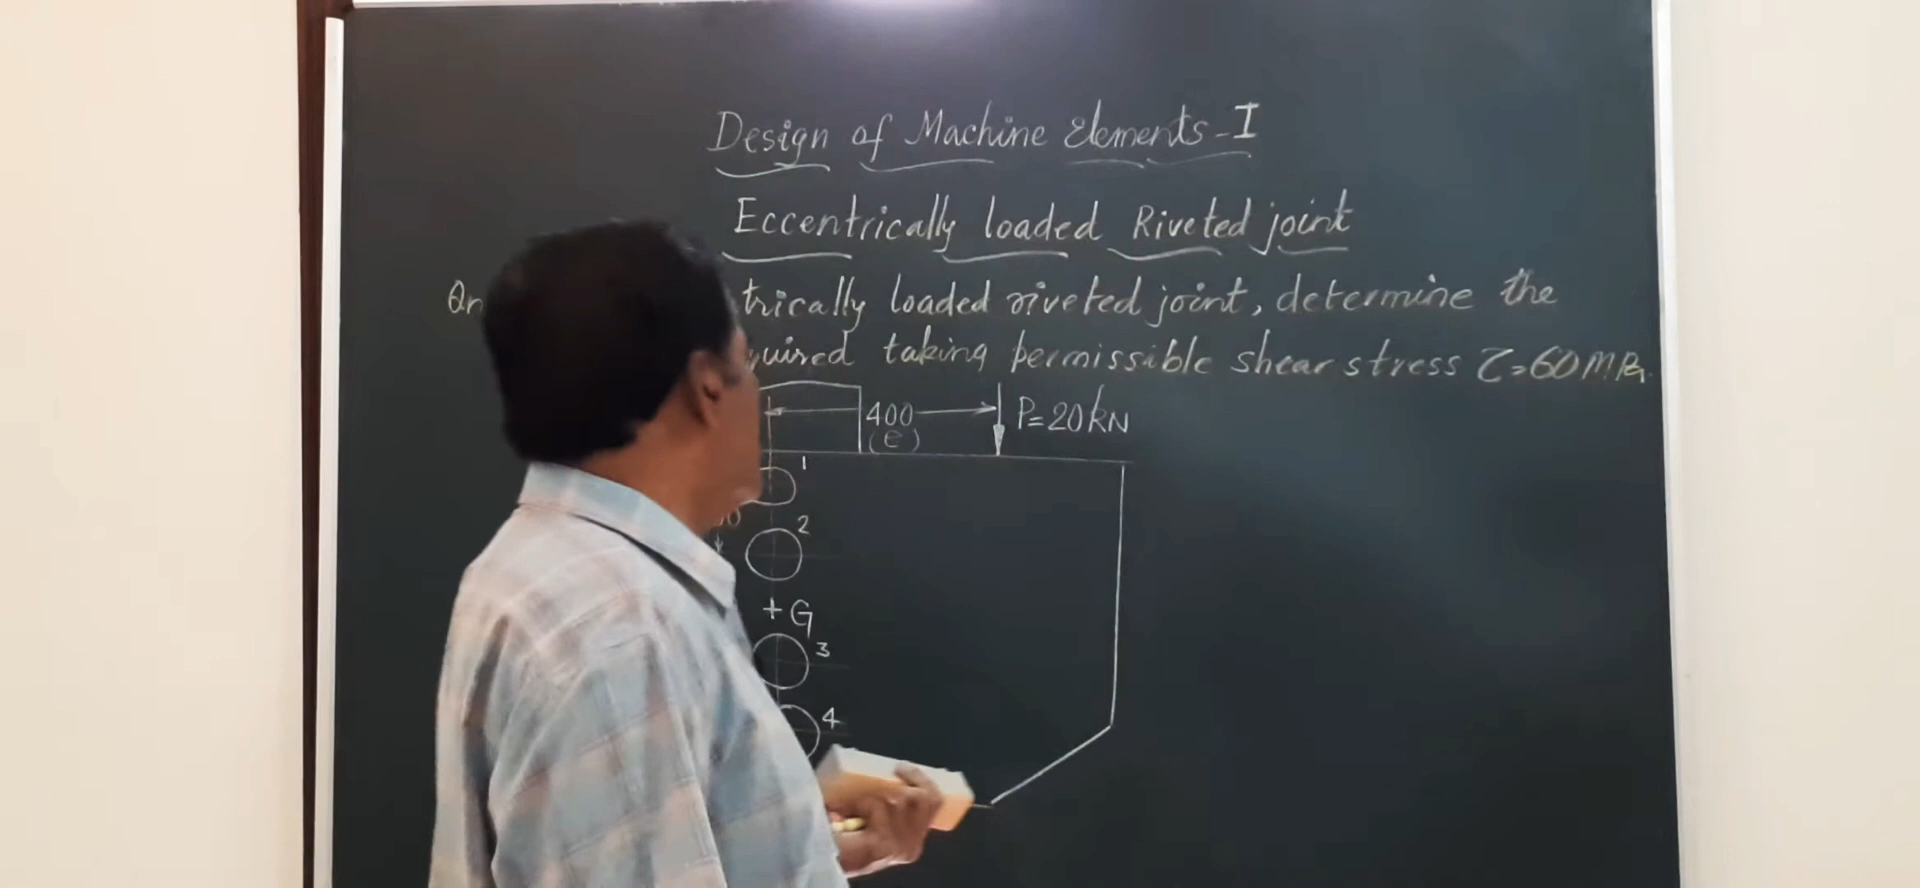 Design of Machine Elements-I
Eccentrically loaded Riveted joint
trically loaded riveted joint, determine the
quired taking permissible shear stress τ=60MPa.
400
P=20kN
(e)
1
2
+G
3
4